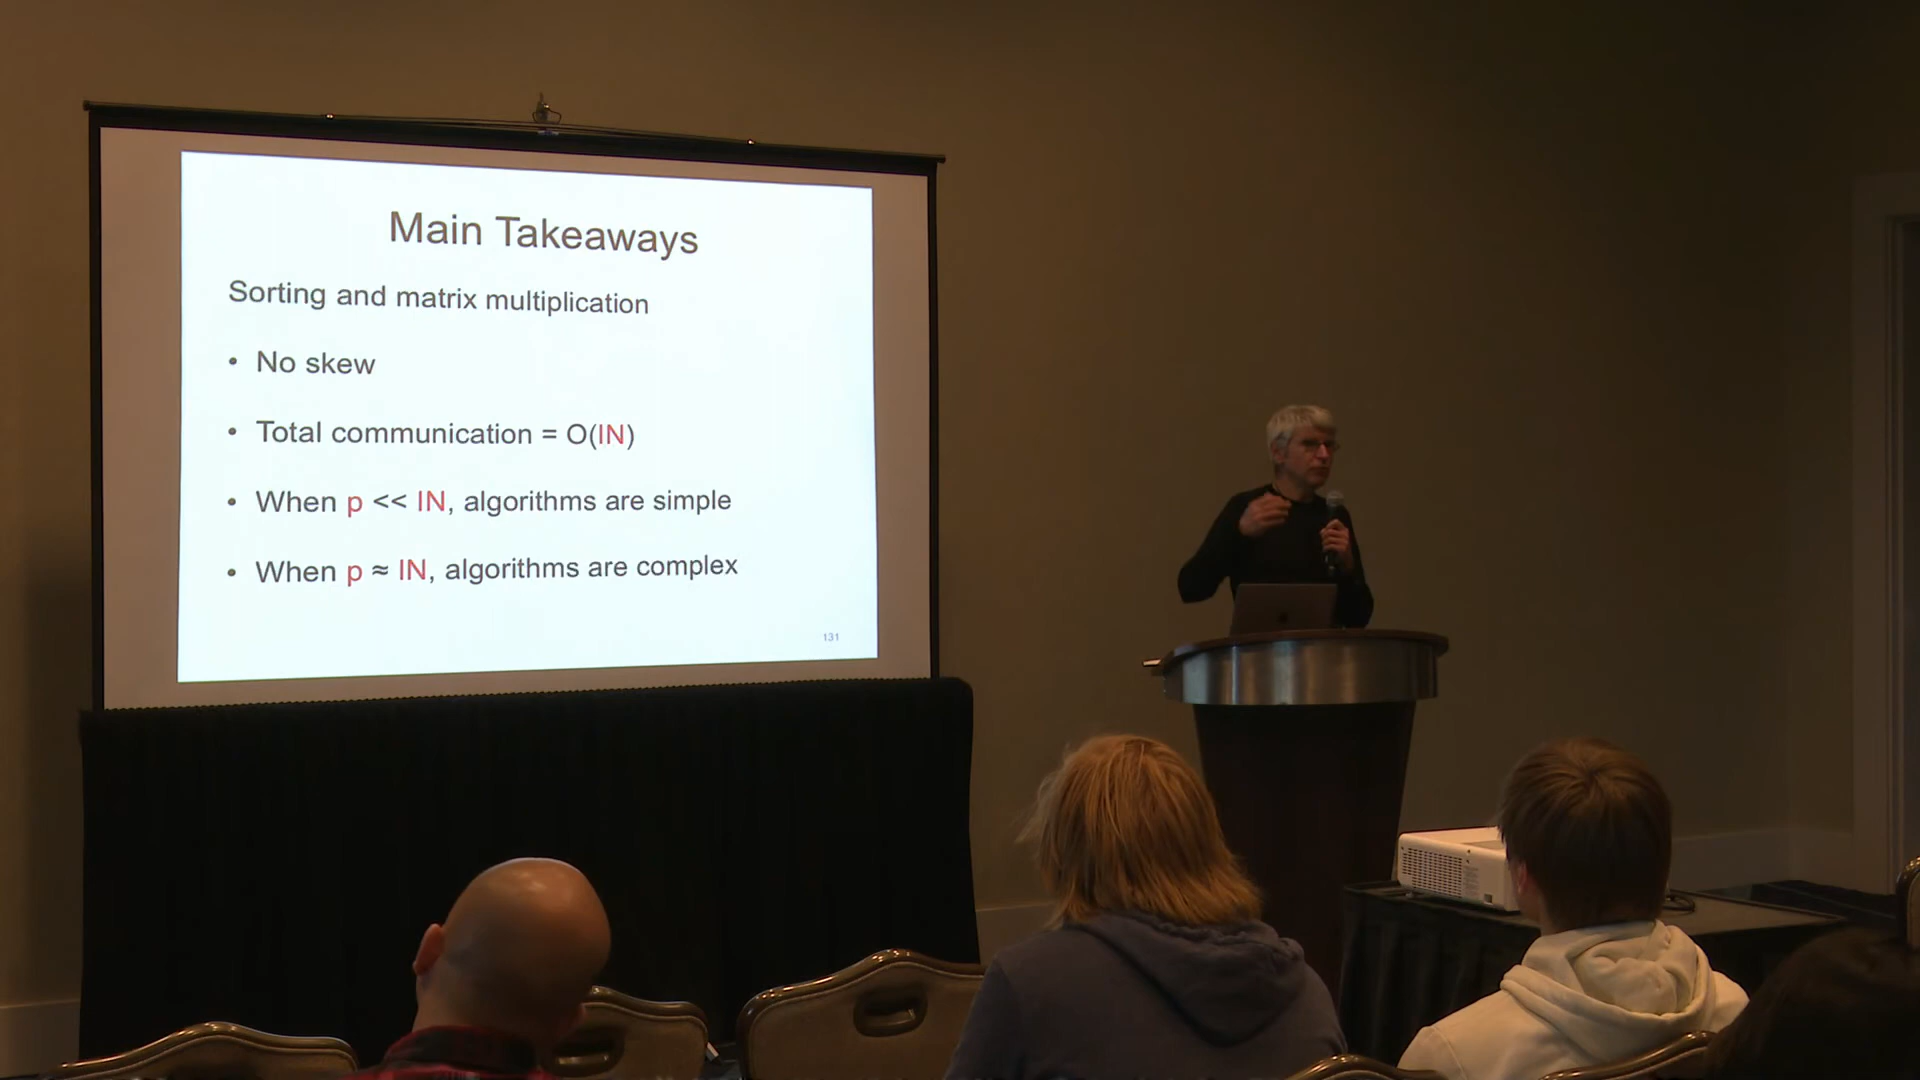 Main Takeaways
Sorting and matrix multiplication
• No skew
• Total communication = O(IN)
• When p << IN, algorithms are simple
• When p ≈ IN, algorithms are complex
131